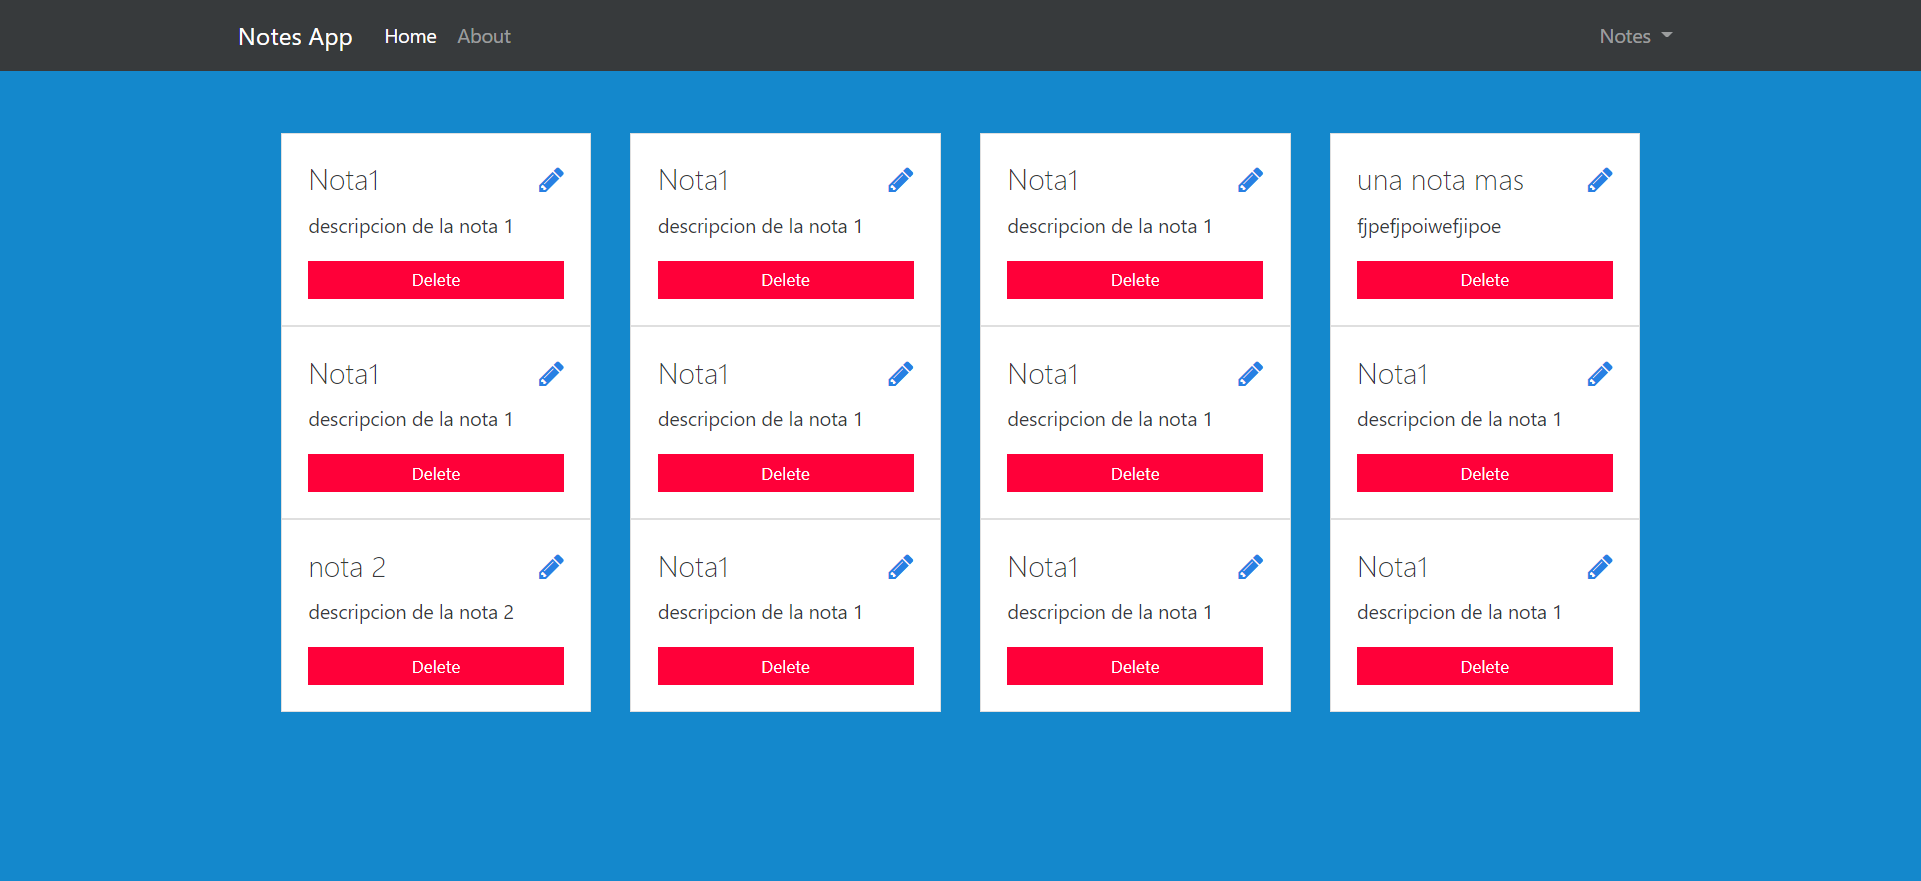 Notes App Home About Notes
Nota1 Nota1 Nota1 una nota mas
descripcion de la nota 1 descripcion de la nota 1 descripcion de la nota 1 fjpefjpoiwefjipoe
Delete Delete Delete Delete
Nota1 Nota1 Nota1 Nota1
descripcion de la nota 1 descripcion de la nota 1 descripcion de la nota 1 descripcion de la nota 1
Delete Delete Delete Delete
nota 2 Nota1 Nota1 Nota1
descripcion de la nota 2 descripcion de la nota 1 descripcion de la nota 1 descripcion de la nota 1
Delete Delete Delete Delete